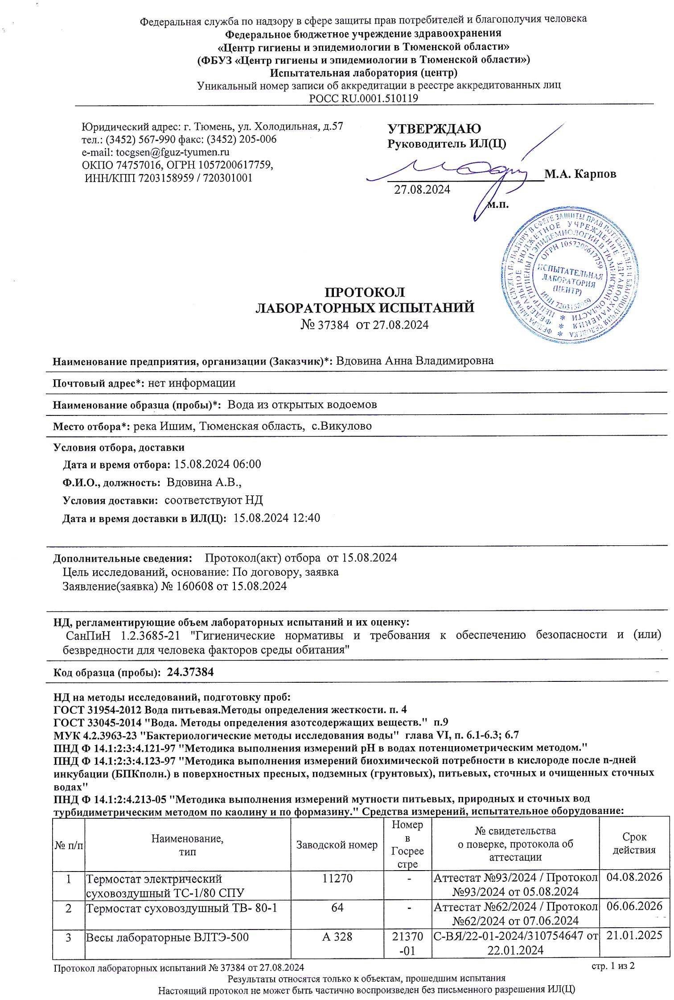 Федеральная служба по надзору в сфере защиты прав потребителей и благополучия человека
Федеральное бюджетное учреждение здравоохранения
«Центр гигиены и эпидемиологии в Тюменской области»
(ФБУЗ «Центр гигиены и эпидемиологии в Тюменской области»)
Испытательная лаборатория (центр)
Уникальный номер записи об аккредитации в реестре аккредитованных лиц
РОСС RU.0001.510119
Юридический адрес: г. Тюмень, ул. Холодильная, д.57
тел.: (3452) 567-990 факс: (3452) 205-006
e-mail: tocgsen@fguz-tyumen.ru
ОКПО 74757016, ОГРН 1057200617759,
ИНН/КПП 7203158959 / 720301001
УТВЕРЖДАЮ
Руководитель ИЛ(Ц)
М.А. Карпов
27.08.2024
м.п.
ФЕДЕРАЛЬНАЯ СЛУЖБА ПО НАДЗОРУ В СФЕРЕ ЗАЩИТЫ ПРАВ ПОТРЕБИТЕЛЕЙ И БЛАГОПОЛУЧИЯ ЧЕЛОВЕКА *
ФЕДЕРАЛЬНОЕ БЮДЖЕТНОЕ УЧРЕЖДЕНИЕ ЗДРАВООХРАНЕНИЯ *
ЦЕНТР ГИГИЕНЫ И ЭПИДЕМИОЛОГИИ В ТЮМЕНСКОЙ ОБЛАСТИ *
ОГРН 1057200617759
ИСПЫТАТЕЛЬНАЯ
ЛАБОРАТОРИЯ
(ЦЕНТР)
ИНН 7203158959
ПРОТОКОЛ
ЛАБОРАТОРНЫХ ИСПЫТАНИЙ
№ 37384 от 27.08.2024
Наименование предприятия, организации (Заказчик)*: Вдовина Анна Владимировна
Почтовый адрес*: нет информации
Наименование образца (пробы)*: Вода из открытых водоемов
Место отбора*: река Ишим, Тюменская область, с.Викулово
Условия отбора, доставки
Дата и время отбора: 15.08.2024 06:00
Ф.И.О., должность: Вдовина А.В.,
Условия доставки: соответствуют НД
Дата и время доставки в ИЛ(Ц): 15.08.2024 12:40
Дополнительные сведения: Протокол(акт) отбора от 15.08.2024
Цель исследований, основание: По договору, заявка
Заявление(заявка) № 160608 от 15.08.2024
НД, регламентирующие объем лабораторных испытаний и их оценку:
СанПиН 1.2.3685-21 "Гигиенические нормативы и требования к обеспечению безопасности и (или)
безвредности для человека факторов среды обитания"
Код образца (пробы): 24.37384
НД на методы исследований, подготовку проб:
ГОСТ 31954-2012 Вода питьевая.Методы определения жесткости. п. 4
ГОСТ 33045-2014 "Вода. Методы определения азотсодержащих веществ." п.9
МУК 4.2.3963-23 "Бактериологические методы исследования воды" глава VI, п. 6.1-6.3; 6.7
ПНД Ф 14.1:2:3:4.121-97 "Методика выполнения измерений pH в водах потенциометрическим методом."
ПНД Ф 14.1:2:3:4.123-97 "Методика выполнения измерений биохимической потребности в кислороде после n-дней
инкубации (БПКполн.) в поверхностных пресных, подземных (грунтовых), питьевых, сточных и очищенных сточных
водах"
ПНД Ф 14.1:2:4.213-05 "Методика выполнения измерений мутности питьевых, природных и сточных вод
турбидиметрическим методом по каолину и по формазину." Средства измерений, испытательное оборудование:
№ п/п
Наименование,
тип
Заводской номер
Номер
в
Госрее
стре
№ свидетельства
о поверке, протокола об
аттестации
Срок
действия
1 Термостат электрический 11270 - Аттестат №93/2024 / Протокол 04.08.2026
суховоздушный ТС-1/80 СПУ №93/2024 от 05.08.2024
2 Термостат суховоздушный ТВ- 80-1 64 - Аттестат №62/2024 / Протокол 06.06.2026
№62/2024 от 07.06.2024
3 Весы лабораторные ВЛТЭ-500 А 328 21370 С-ВЯ/22-01-2024/310754647 от 21.01.2025
-01 22.01.2024
Протокол лабораторных испытаний № 37384 от 27.08.2024 стр. 1 из 2
Результаты относятся только к объектам, прошедшим испытания
Настоящий протокол не может быть частично воспроизведен без письменного разрешения ИЛ(Ц)